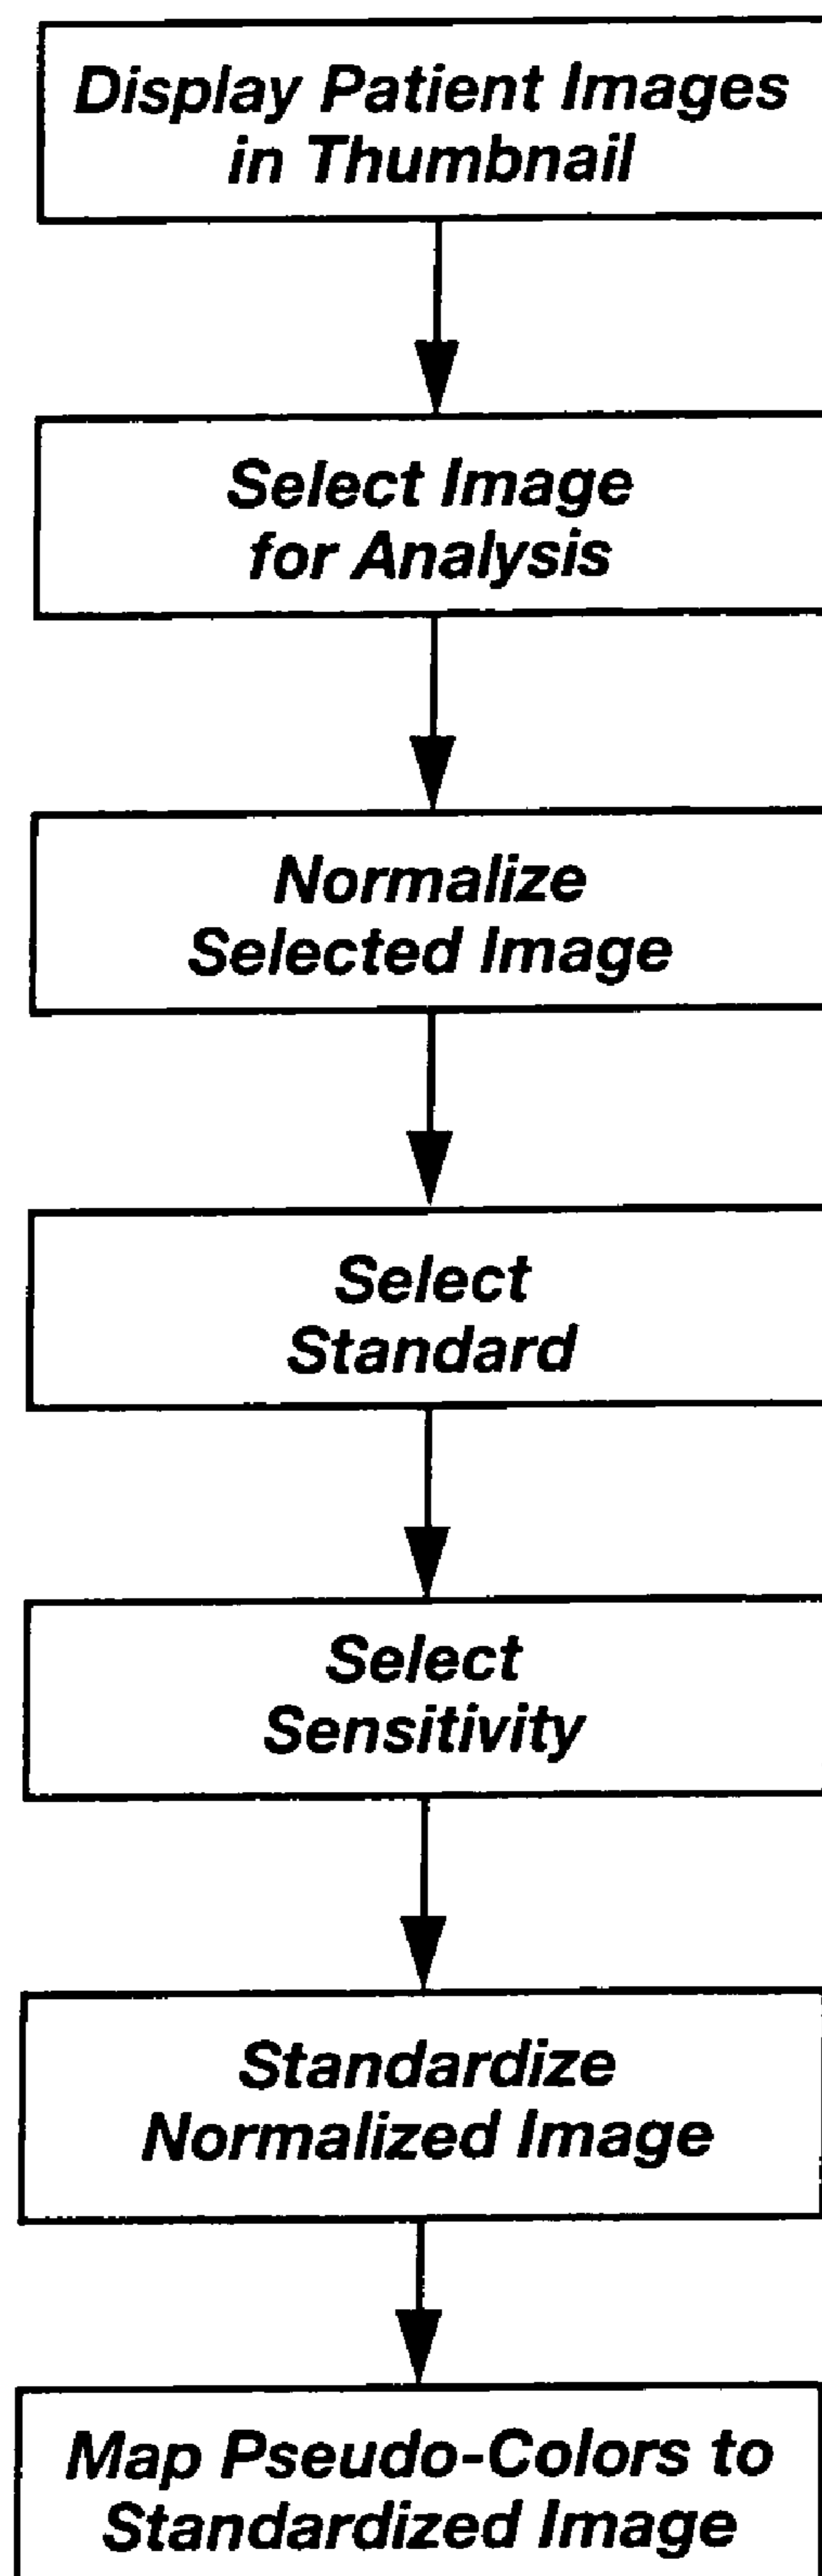 Display Patient Images
in Thumbnail
Select Image
for Analysis
Normalize
Selected Image
Select
Standard
Select
Sensitivity
Standardize
Normalized Image
Map Pseudo-Colors to
Standardized Image